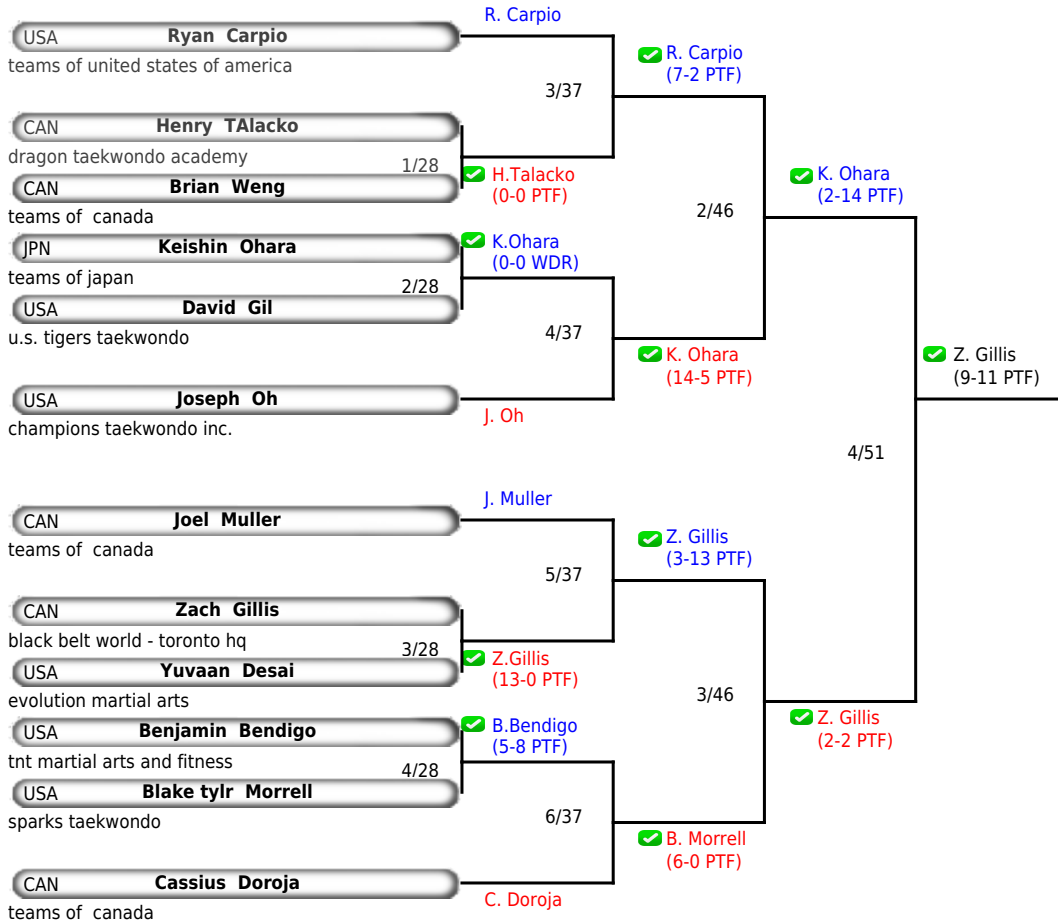 R. Carpio
USA Ryan Carpio
teams of united states of america
R. Carpio
(7-2 PTF)
3/37
CAN Henry TAlacko
dragon taekwondo academy
1/28
H.Talacko
(0-0 PTF)
CAN Brian Weng
teams of canada
K. Ohara
(2-14 PTF)
2/46
JPN Keishin Ohara
teams of japan
K.Ohara
(0-0 WDR)
2/28
USA David Gil
u.s. tigers taekwondo
4/37
K. Ohara
(14-5 PTF)
Z. Gillis
(9-11 PTF)
USA Joseph Oh
champions taekwondo inc.
J. Oh
4/51
J. Muller
CAN Joel Muller
teams of canada
Z. Gillis
(3-13 PTF)
5/37
CAN Zach Gillis
black belt world - toronto hq
3/28
Z.Gillis
(13-0 PTF)
USA Yuvaan Desai
evolution martial arts
3/46
Z. Gillis
(2-2 PTF)
USA Benjamin Bendigo
tnt martial arts and fitness
B.Bendigo
(5-8 PTF)
4/28
USA Blake tylr Morrell
sparks taekwondo
6/37
B. Morrell
(6-0 PTF)
CAN Cassius Doroja
teams of canada
C. Doroja